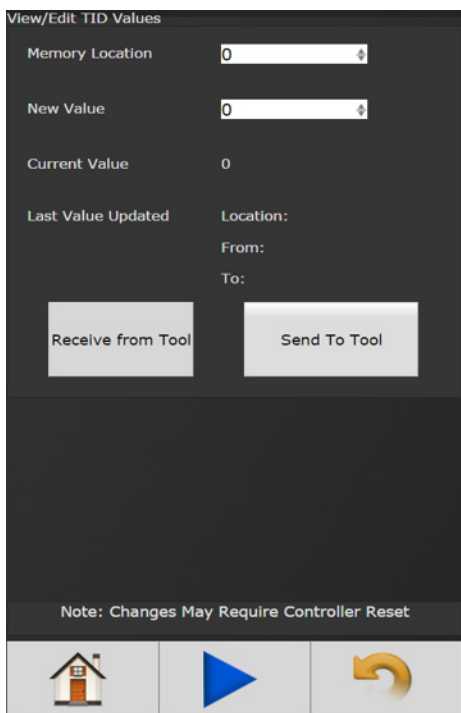 View/Edit TID Values
Memory Location 0
New Value 0
Current Value 0
Last Value Updated Location:
From:
To:
Receive from Tool Send To Tool
Note: Changes May Require Controller Reset